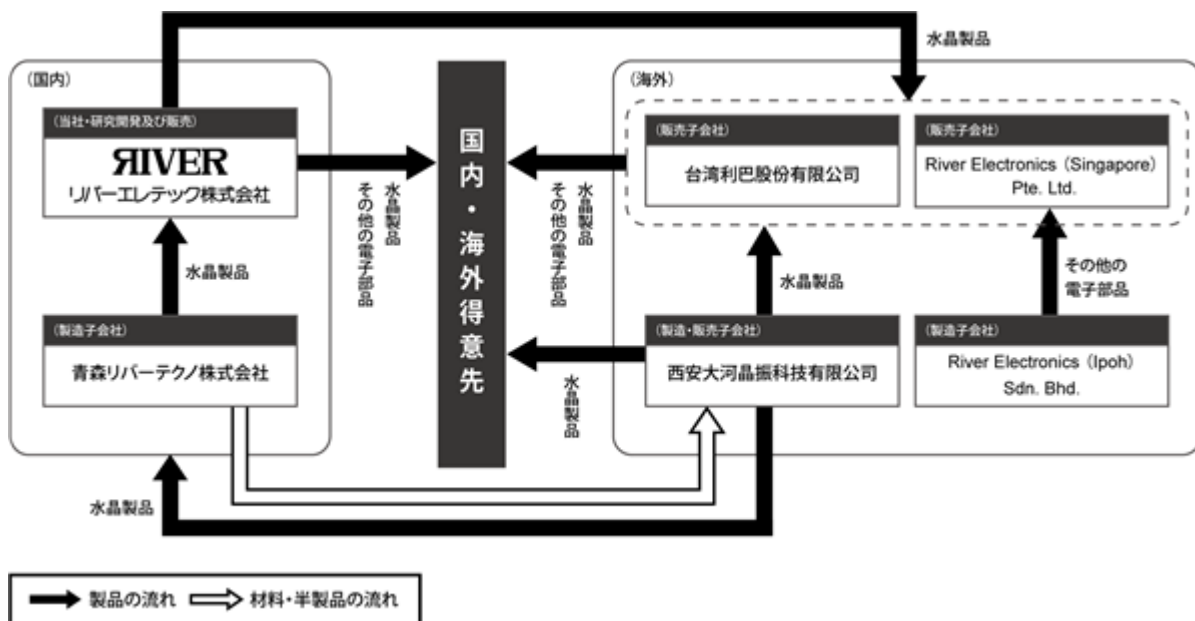 水晶製品
(国内)
(当社・研究開発及び販売)
RIVER
リバーエレテック株式会社
水晶製品
(製造子会社)
青森リバーテクノ株式会社
水晶製品
その他の電子部品
国内・海外得意先
水晶製品
その他の電子部品
水晶製品
(海外)
(販売子会社)
台湾利巴股份有限公司
(販売子会社)
River Electronics (Singapore)
Pte. Ltd.
水晶製品
その他の
電子部品
(製造・販売子会社)
西安大河晶振科技有限公司
(製造子会社)
River Electronics (Ipoh)
Sdn. Bhd.
水晶製品
製品の流れ
材料・半製品の流れ